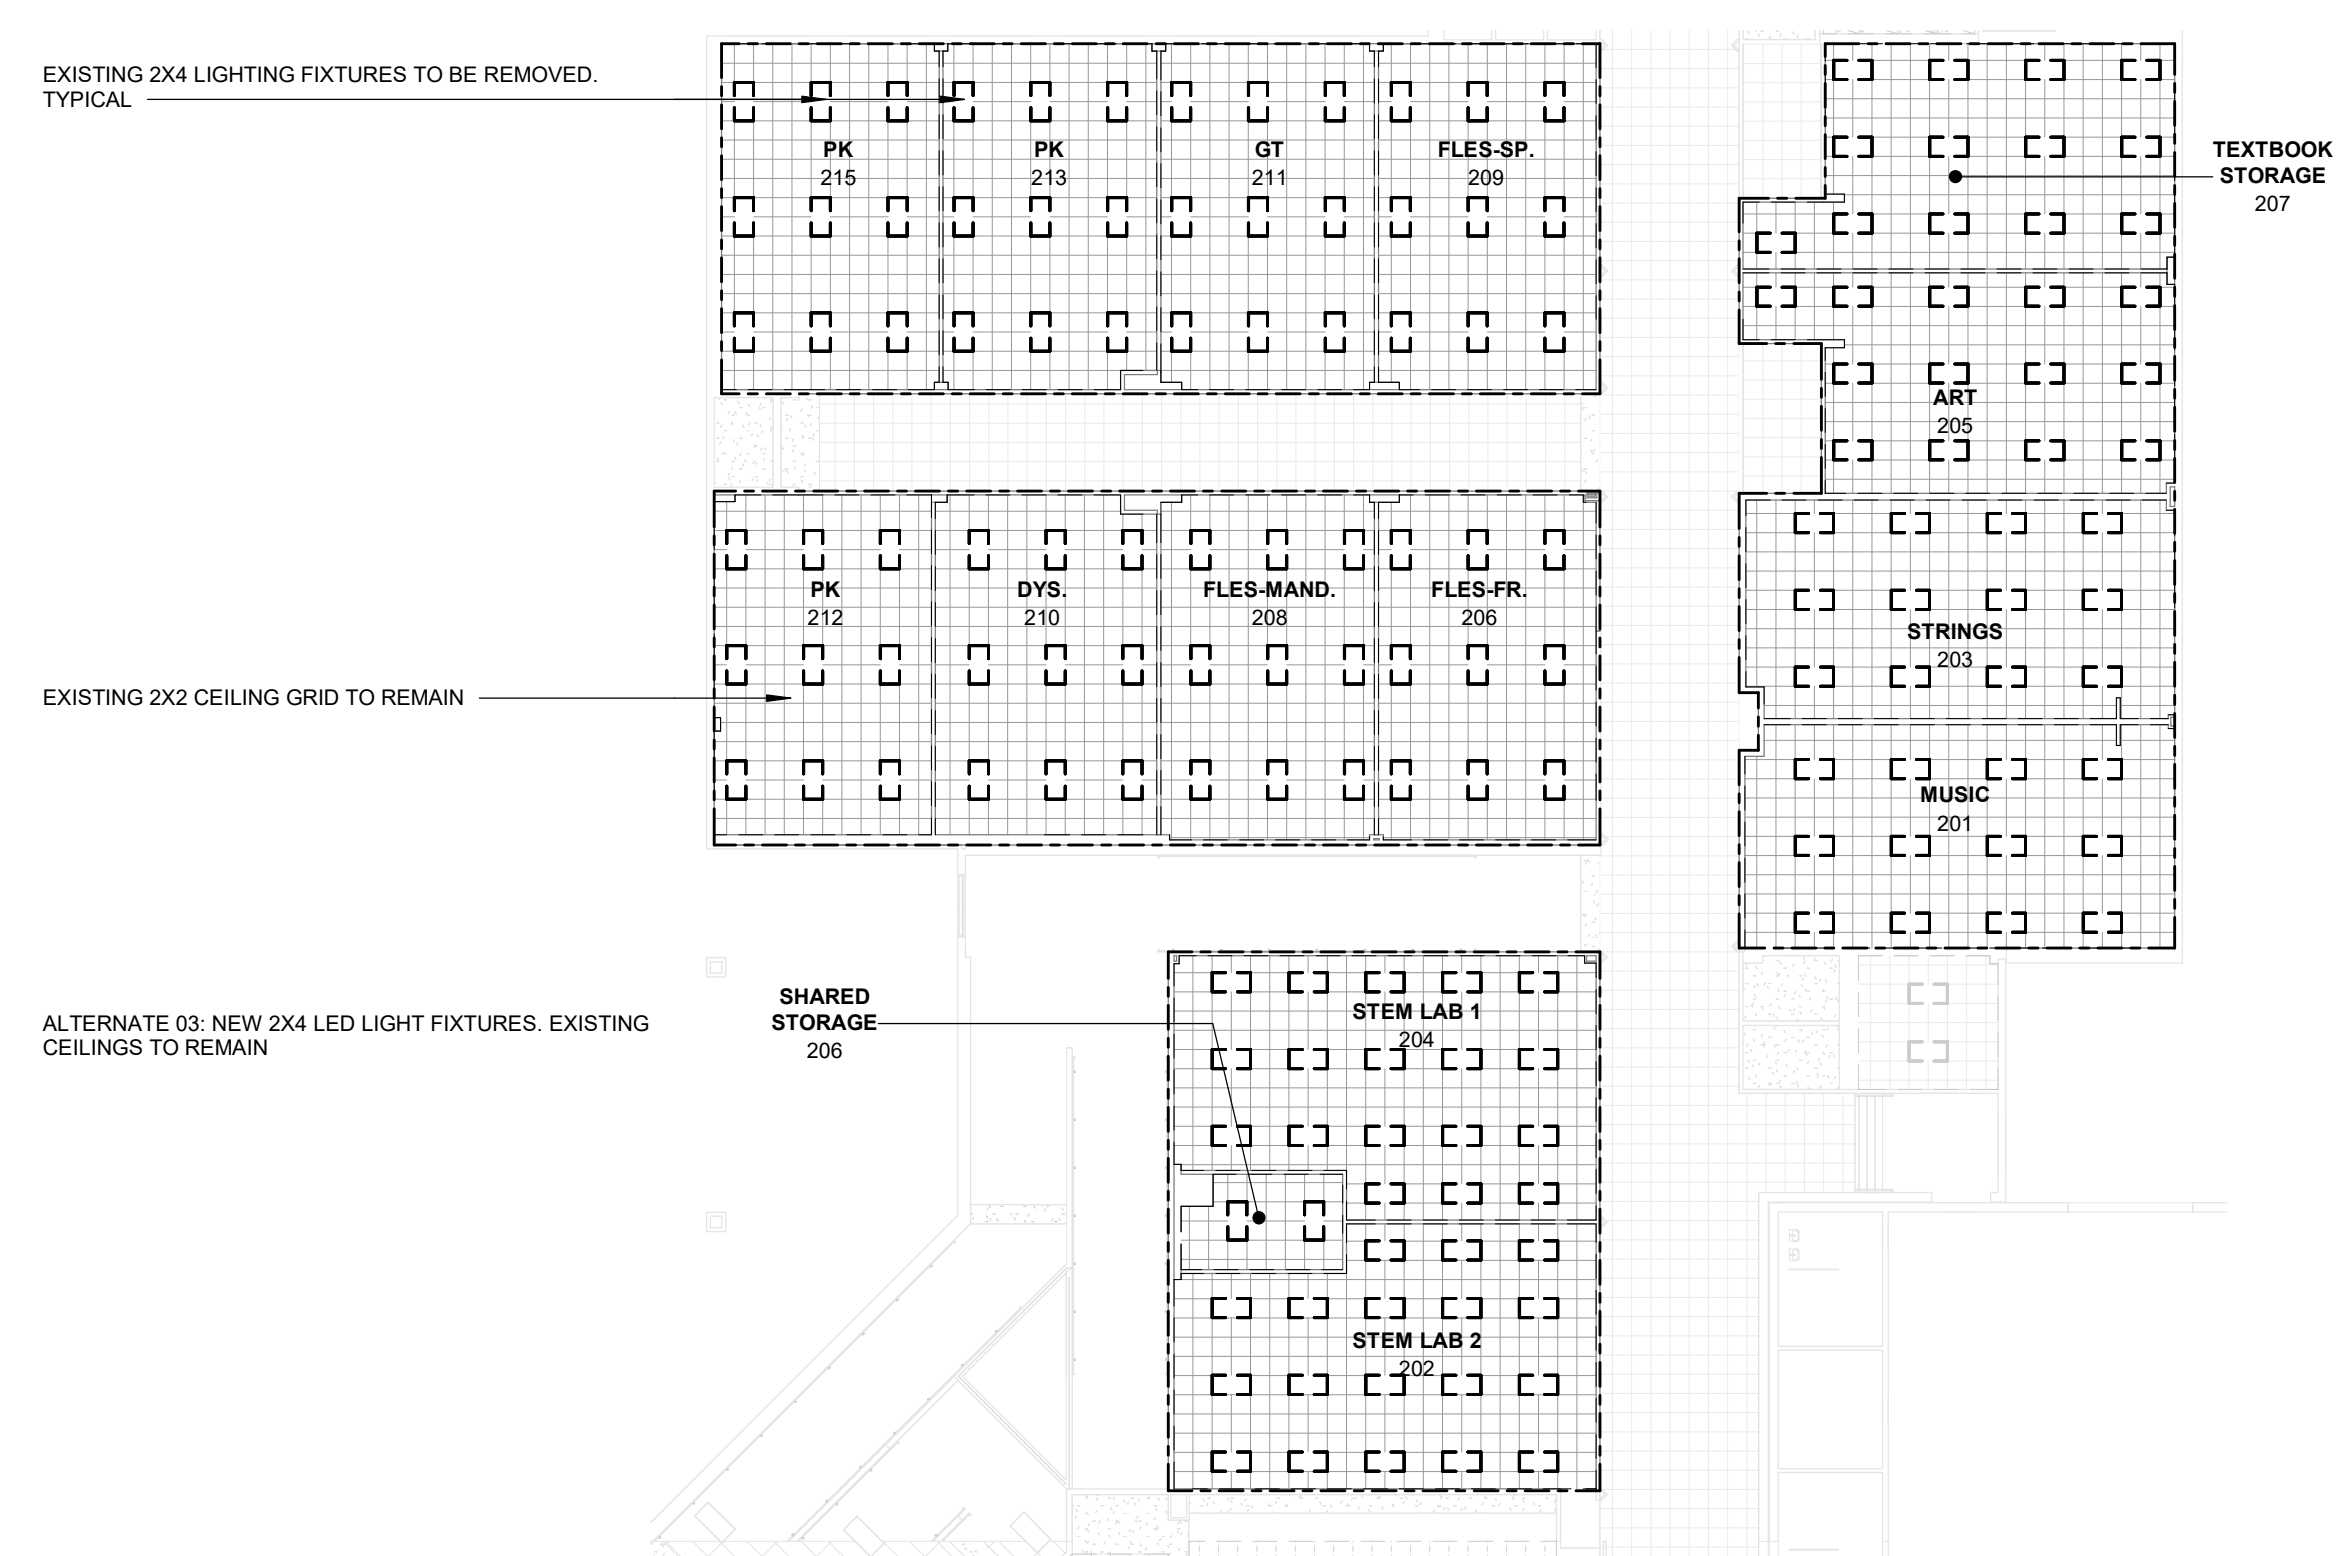 EXISTING 2X4 LIGHTING FIXTURES TO BE REMOVED.
TYPICAL
PK
215
PK
213
GT
211
FLES-SP.
209
TEXTBOOK
STORAGE
207
ART
205
PK
212
DYS.
210
FLES-MAND.
208
FLES-FR.
206
STRINGS
203
EXISTING 2X2 CEILING GRID TO REMAIN
MUSIC
201
ALTERNATE 03: NEW 2X4 LED LIGHT FIXTURES. EXISTING
CEILINGS TO REMAIN
SHARED
STORAGE
206
STEM LAB 1
204
STEM LAB 2
202